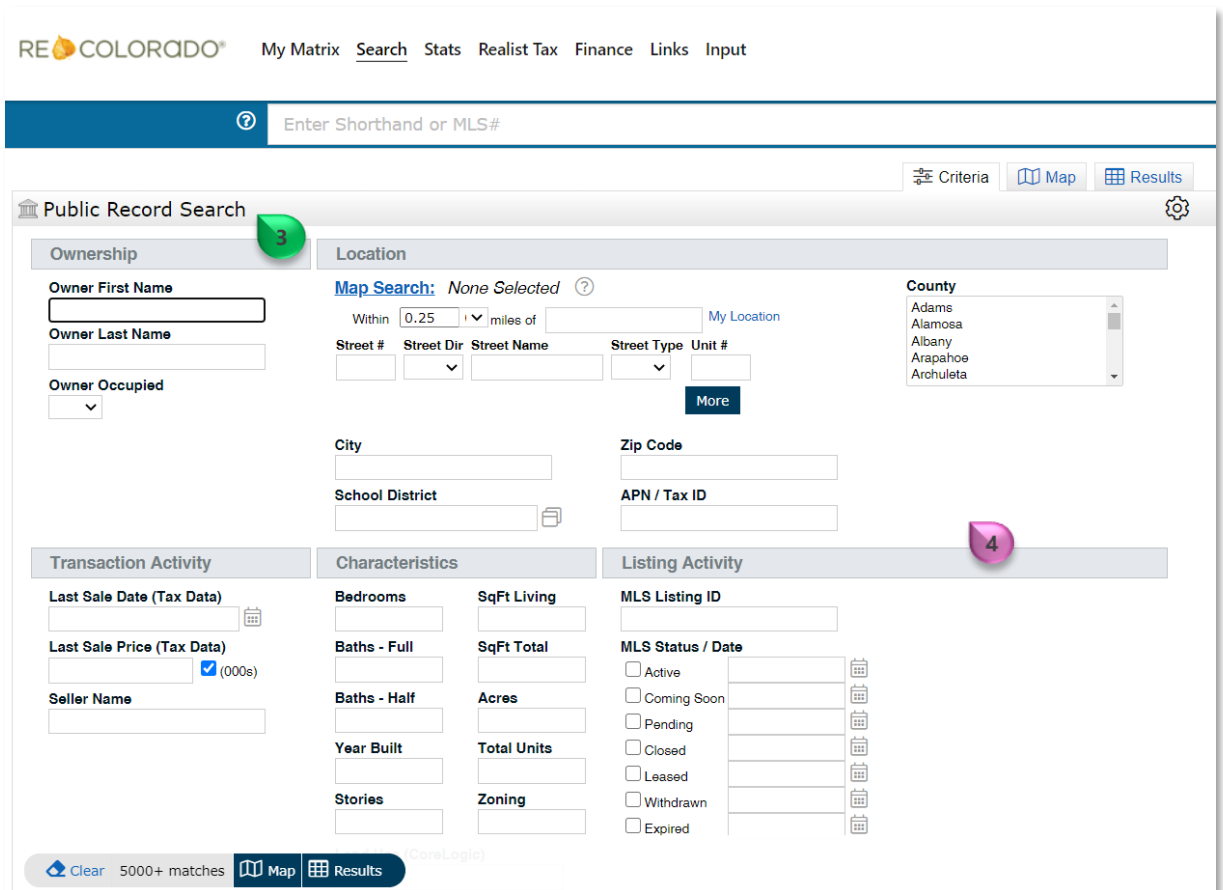 RECOLORADO® My Matrix Search Stats Realist Tax Finance Links Input
Enter Shorthand or MLS#
Criteria Map Results
Public Record Search
3
Ownership
Owner First Name
Owner Last Name
Owner Occupied
Location
Map Search: None Selected ?
Within 0.25 miles of My Location
Street # Street Dir Street Name Street Type Unit #
More
County
Adams
Alamosa
Albany
Arapahoe
Archuleta
City Zip Code
School District APN / Tax ID
4
Transaction Activity
Last Sale Date (Tax Data)
Last Sale Price (Tax Data)
(000s)
Seller Name
Characteristics
Bedrooms SqFt Living
Baths - Full SqFt Total
Baths - Half Acres
Year Built Total Units
Stories Zoning
Land Use (CoreLogic)
Listing Activity
MLS Listing ID
MLS Status / Date
Active
Coming Soon
Pending
Closed
Leased
Withdrawn
Expired
Clear 5000+ matches Map Results